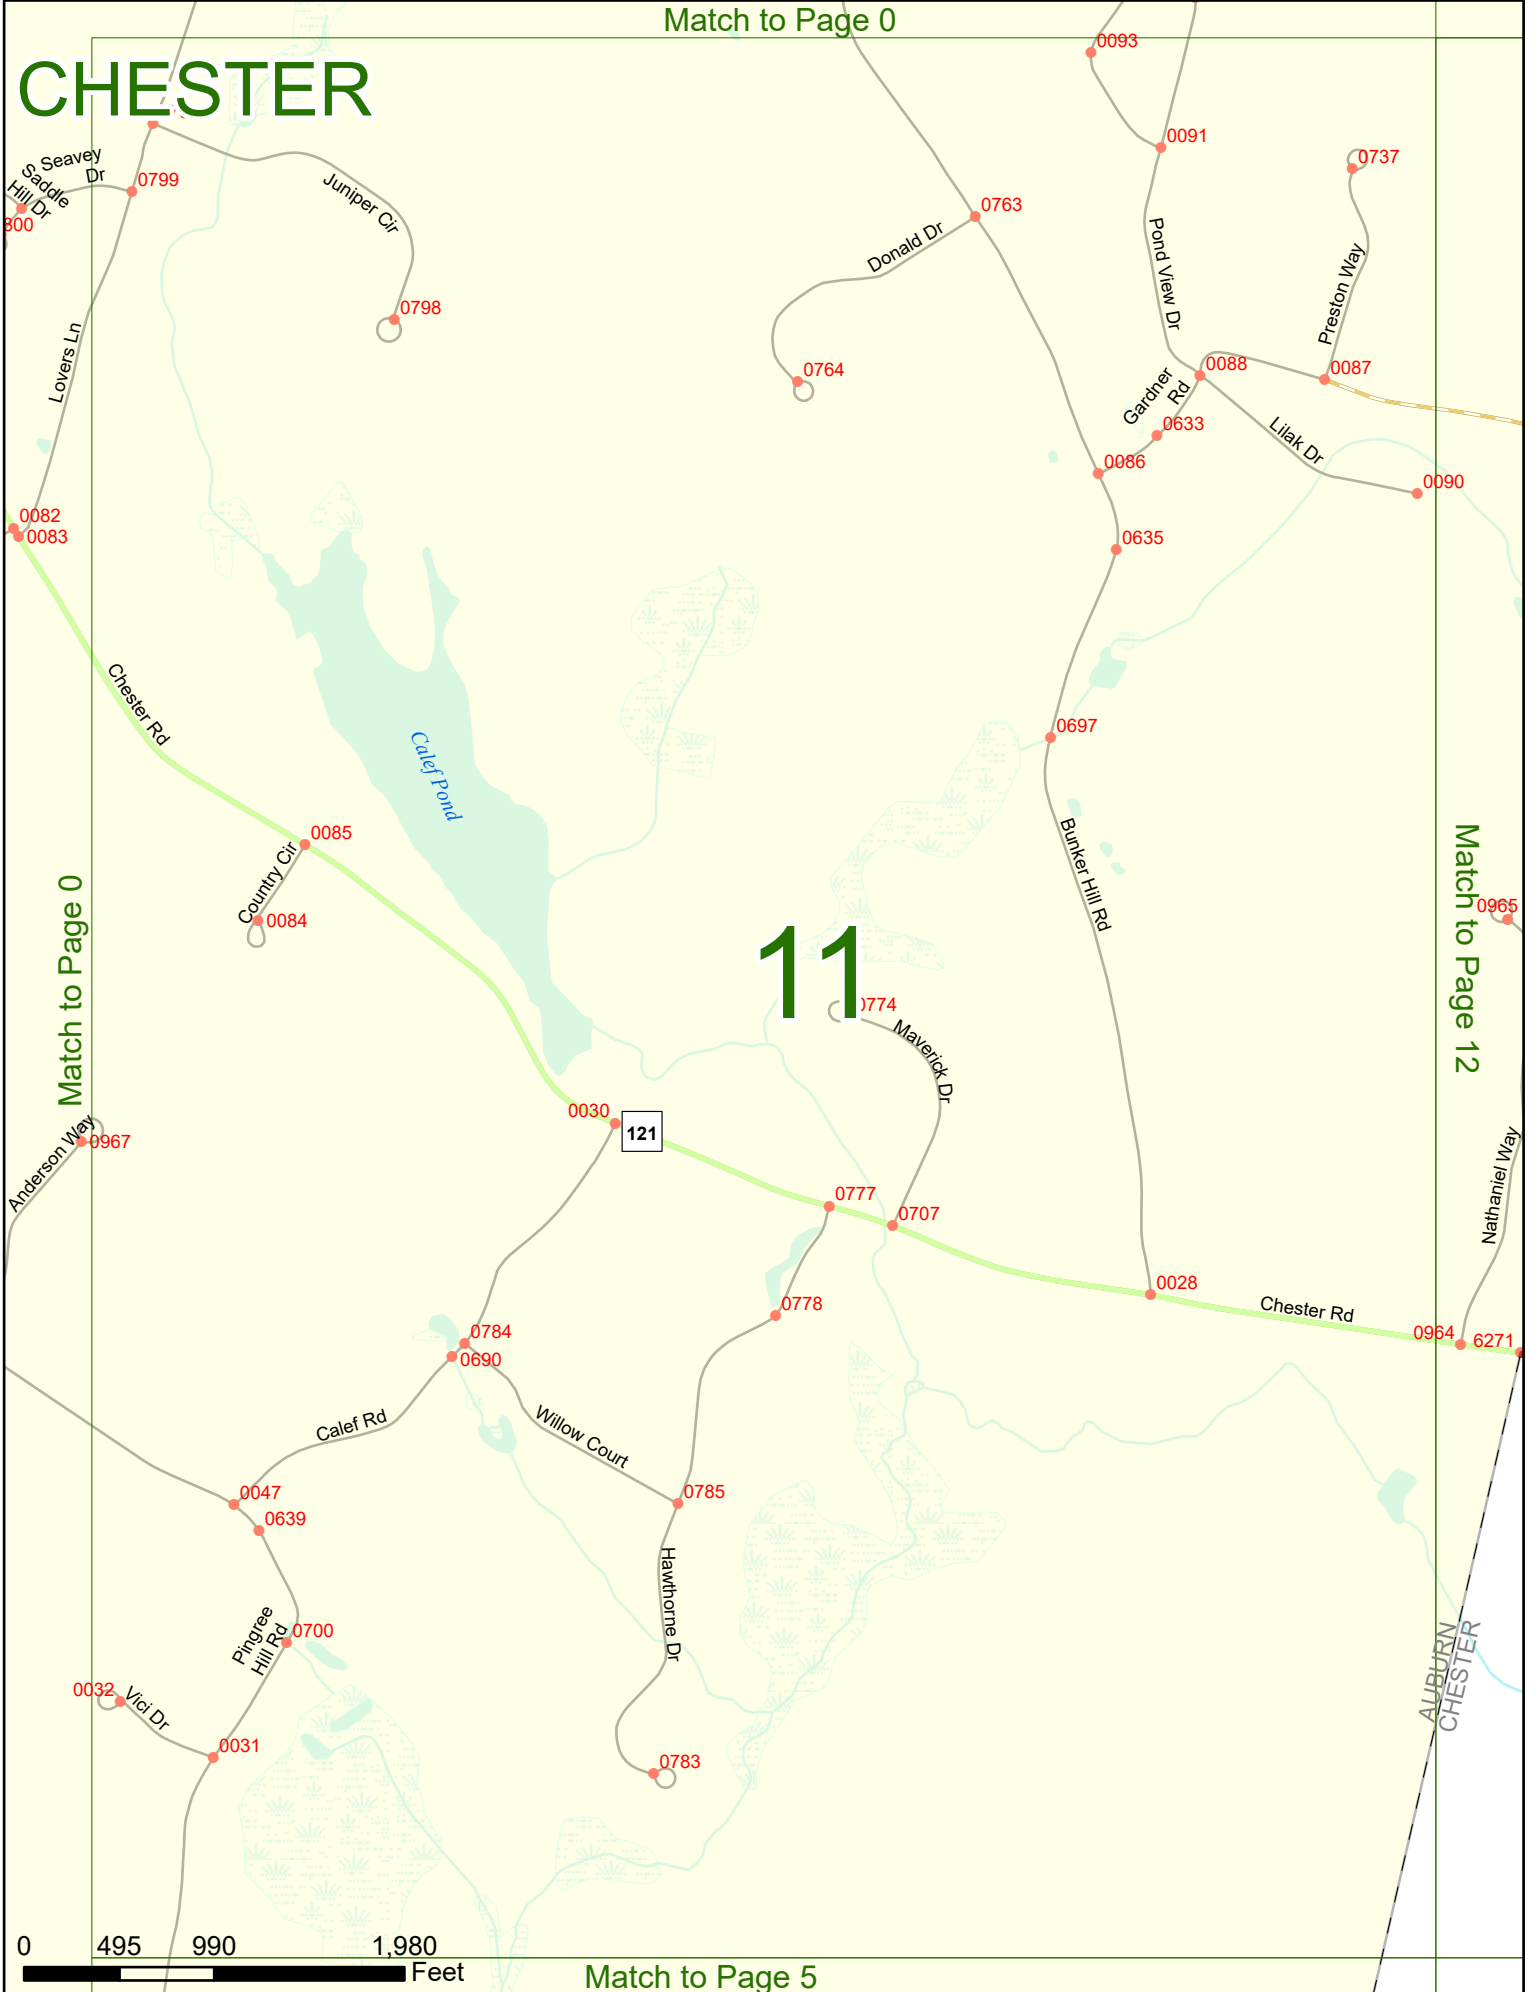 Match to Page 0
CHESTER
0093
0091
0737
Seavey
Dr
Saddle
Hill Dr
0799
Juniper Cir
0763
Donald Dr
Pond View Dr
Preston Way
0798
Lovers Ln
0764
0088
0087
Gardner
Rd
0633
Lilak Dr
0086
0090
0082
0083
0635
Chester Rd
0697
Calef Pond
0085
Bunker Hill Rd
Match to Page 12
Country Cir
0084
Match to Page 0
0965
11
0774
Maverick Dr
0030
121
Anderson Way
0967
Nathaniel Way
0777
0707
0028
Chester Rd
0778
0964
6271
0784
0690
Calef Rd
Willow Court
0047
0785
0639
Hawthorne Dr
Pingree
Hill Rd
0700
AUBURN
CHESTER
0032
Vici Dr
0031
0783
0
495
990
1,980
Feet
Match to Page 5